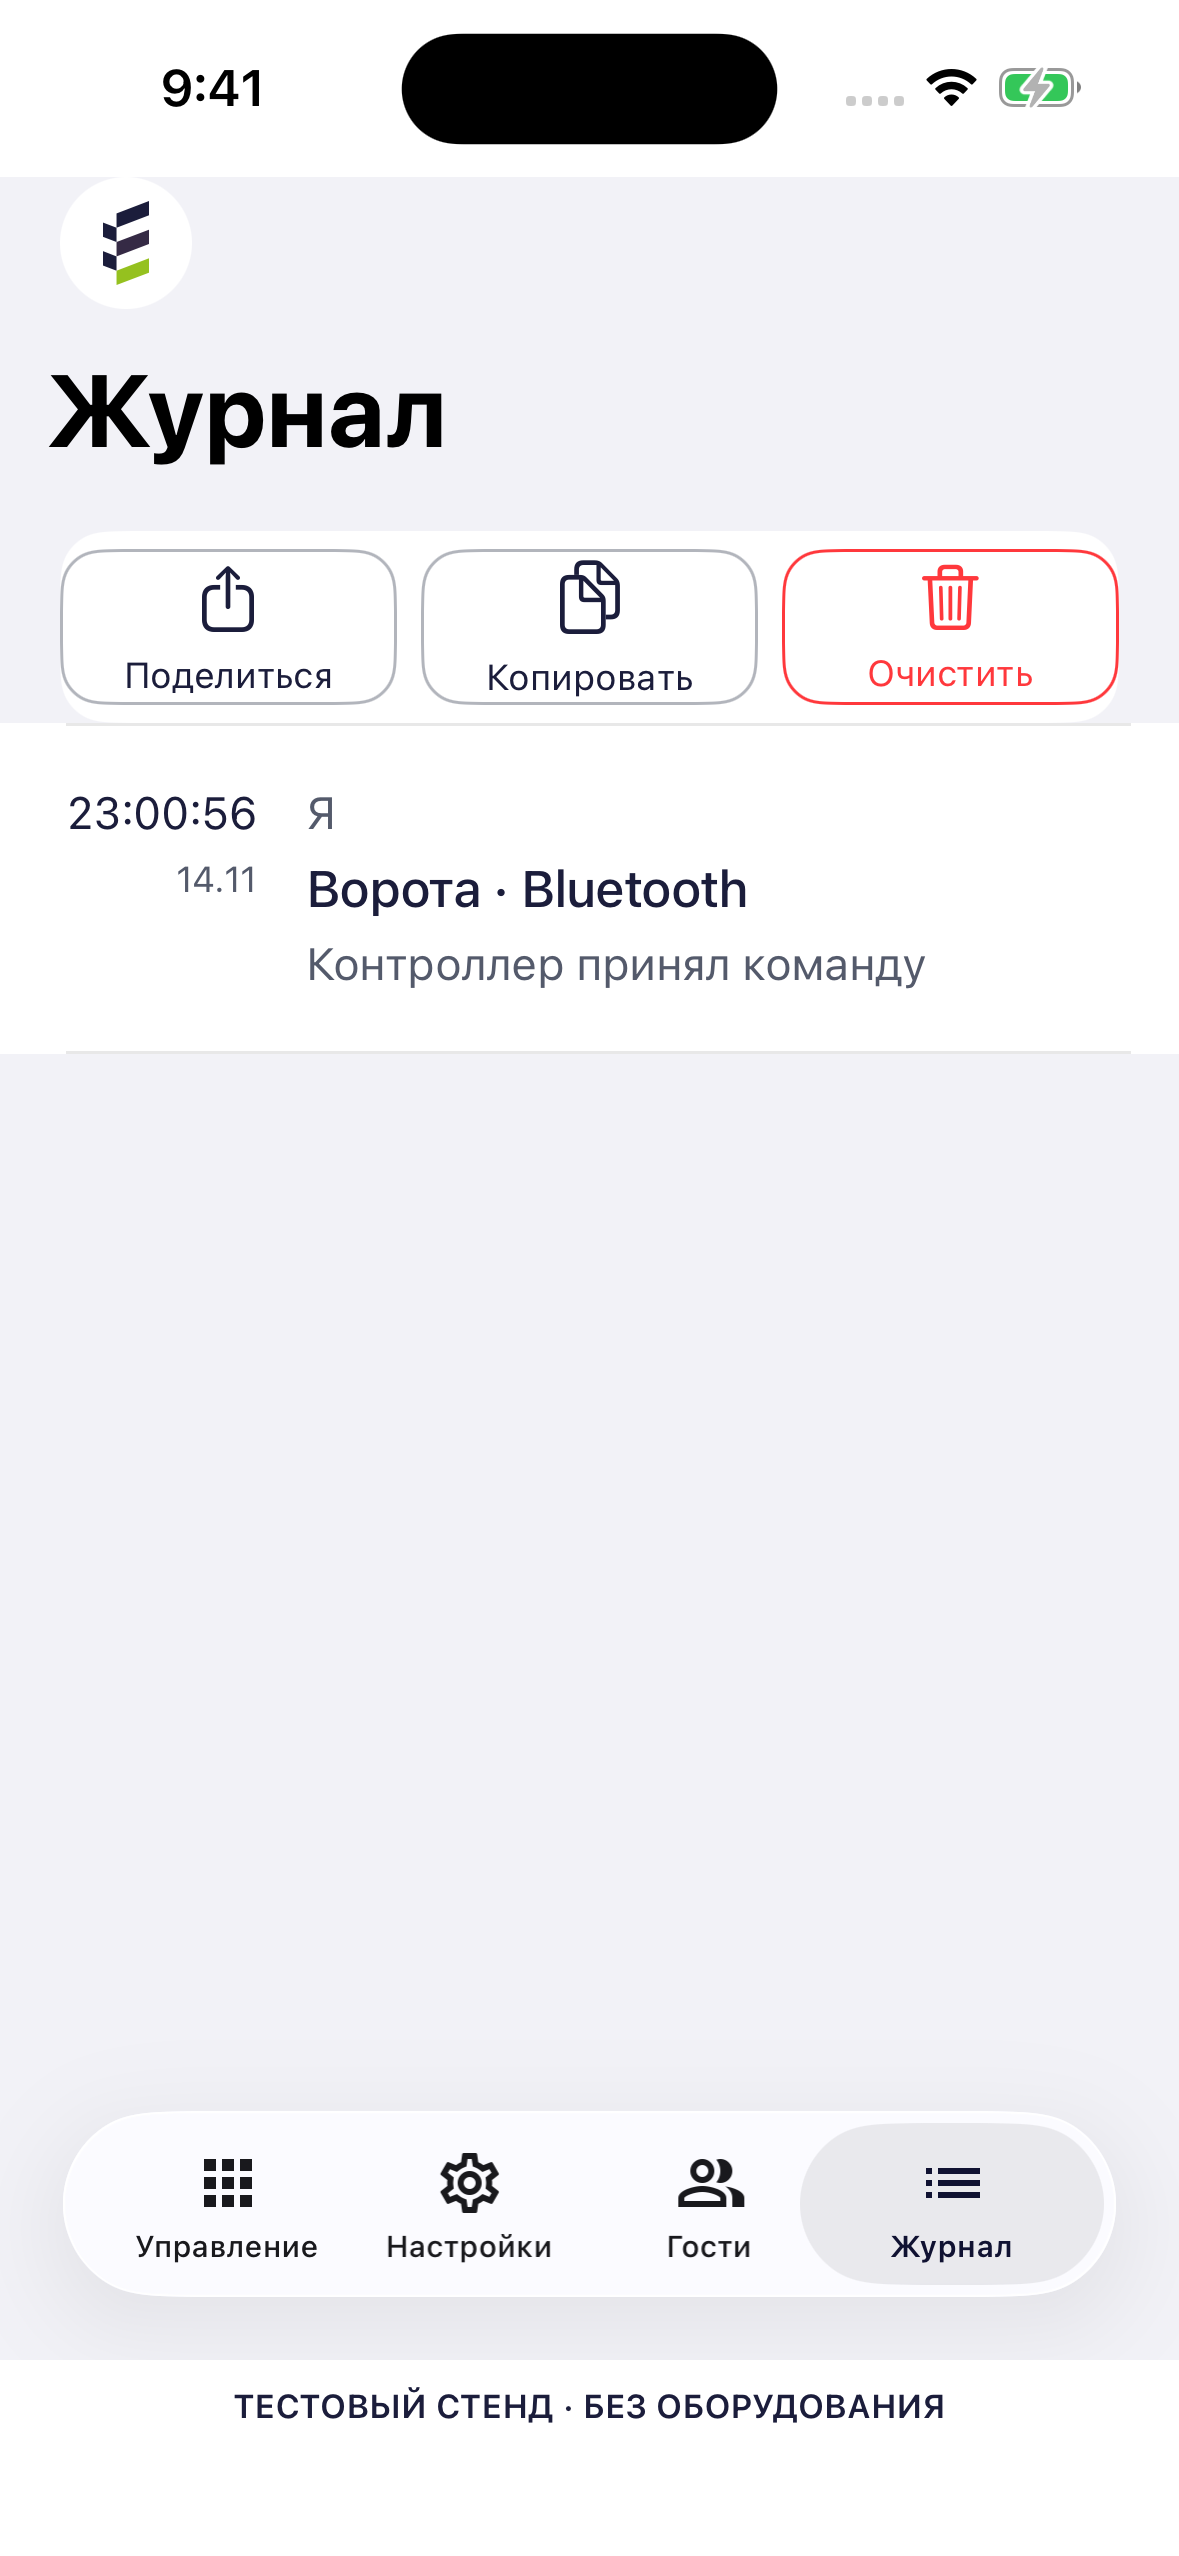 9:41
Журнал
Поделиться
Копировать
Очистить
23:00:56
Я
14.11
Ворота · Bluetooth
Контроллер принял команду
Управление
Настройки
Гости
Журнал
ТЕСТОВЫЙ СТЕНД · БЕЗ ОБОРУДОВАНИЯ